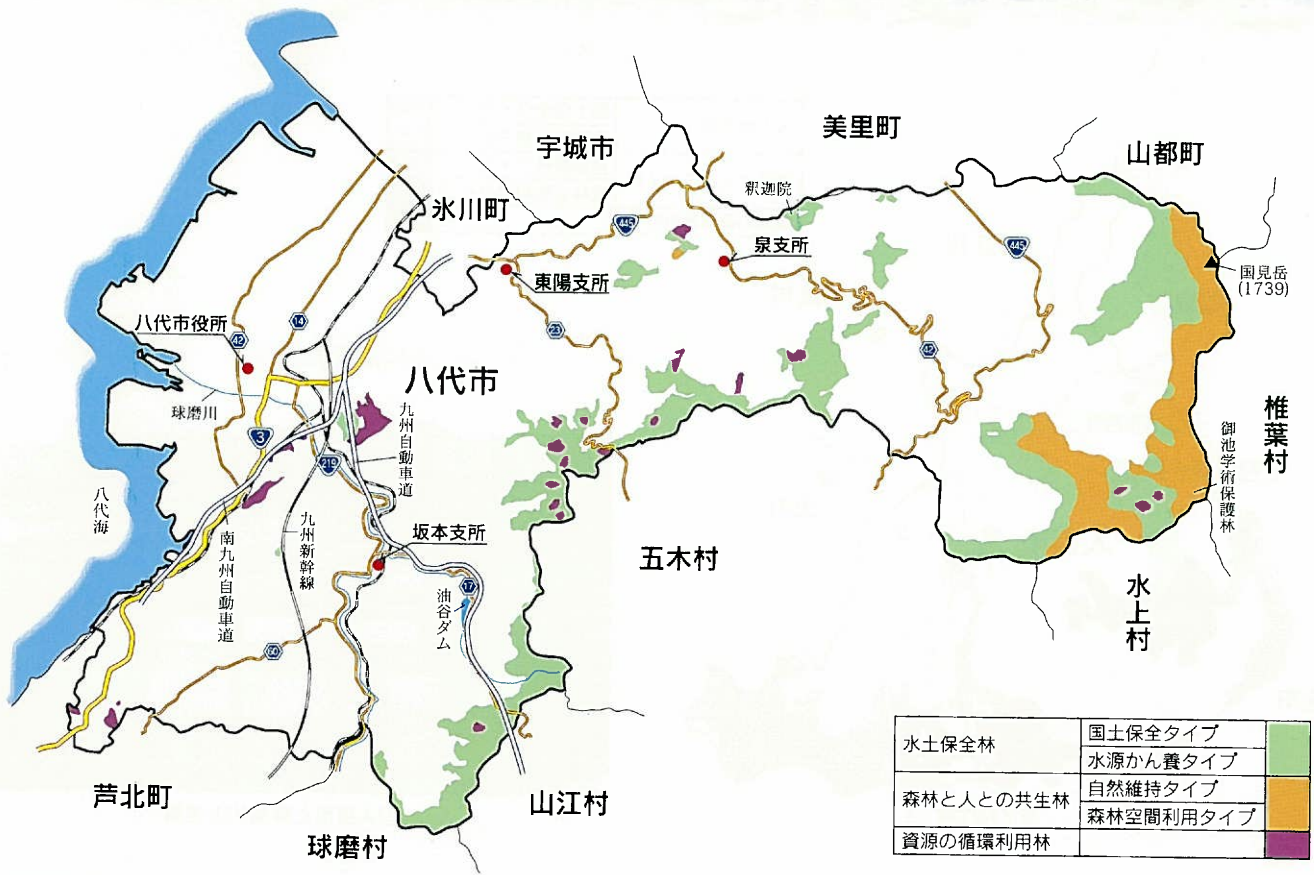 美里町
宇城市
山都町
釈迦院
氷川町
445
泉支所
445
国見岳
(1739)
東陽支所
八代市役所
14
42
23
42
八代市
球磨川
九州自動車道
椎葉村
御池学術保護林
3
219
八代海
南九州自動車道
九州新幹線
坂本支所
五木村
17
油谷ダム
水上村
60
芦北町
山江村
球磨村
水土保全林
国土保全タイプ
水源かん養タイプ
森林と人との共生林
自然維持タイプ
森林空間利用タイプ
資源の循環利用林